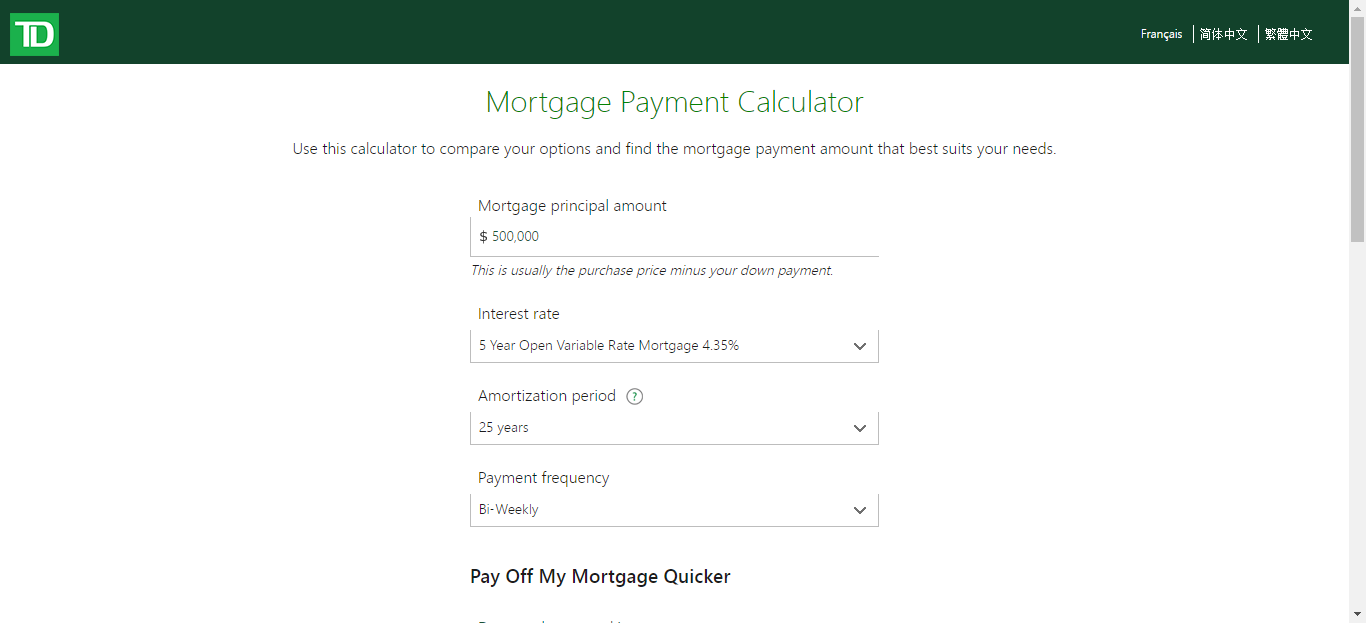 TD
Français
简体中文
繁體中文
Mortgage Payment Calculator
Use this calculator to compare your options and find the mortgage payment amount that best suits your needs.
Mortgage principal amount
$ 500,000
This is usually the purchase price minus your down payment.
Interest rate
5 Year Open Variable Rate Mortgage 4.35%
Amortization period ?
25 years
Payment frequency
Bi-Weekly
Pay Off My Mortgage Quicker